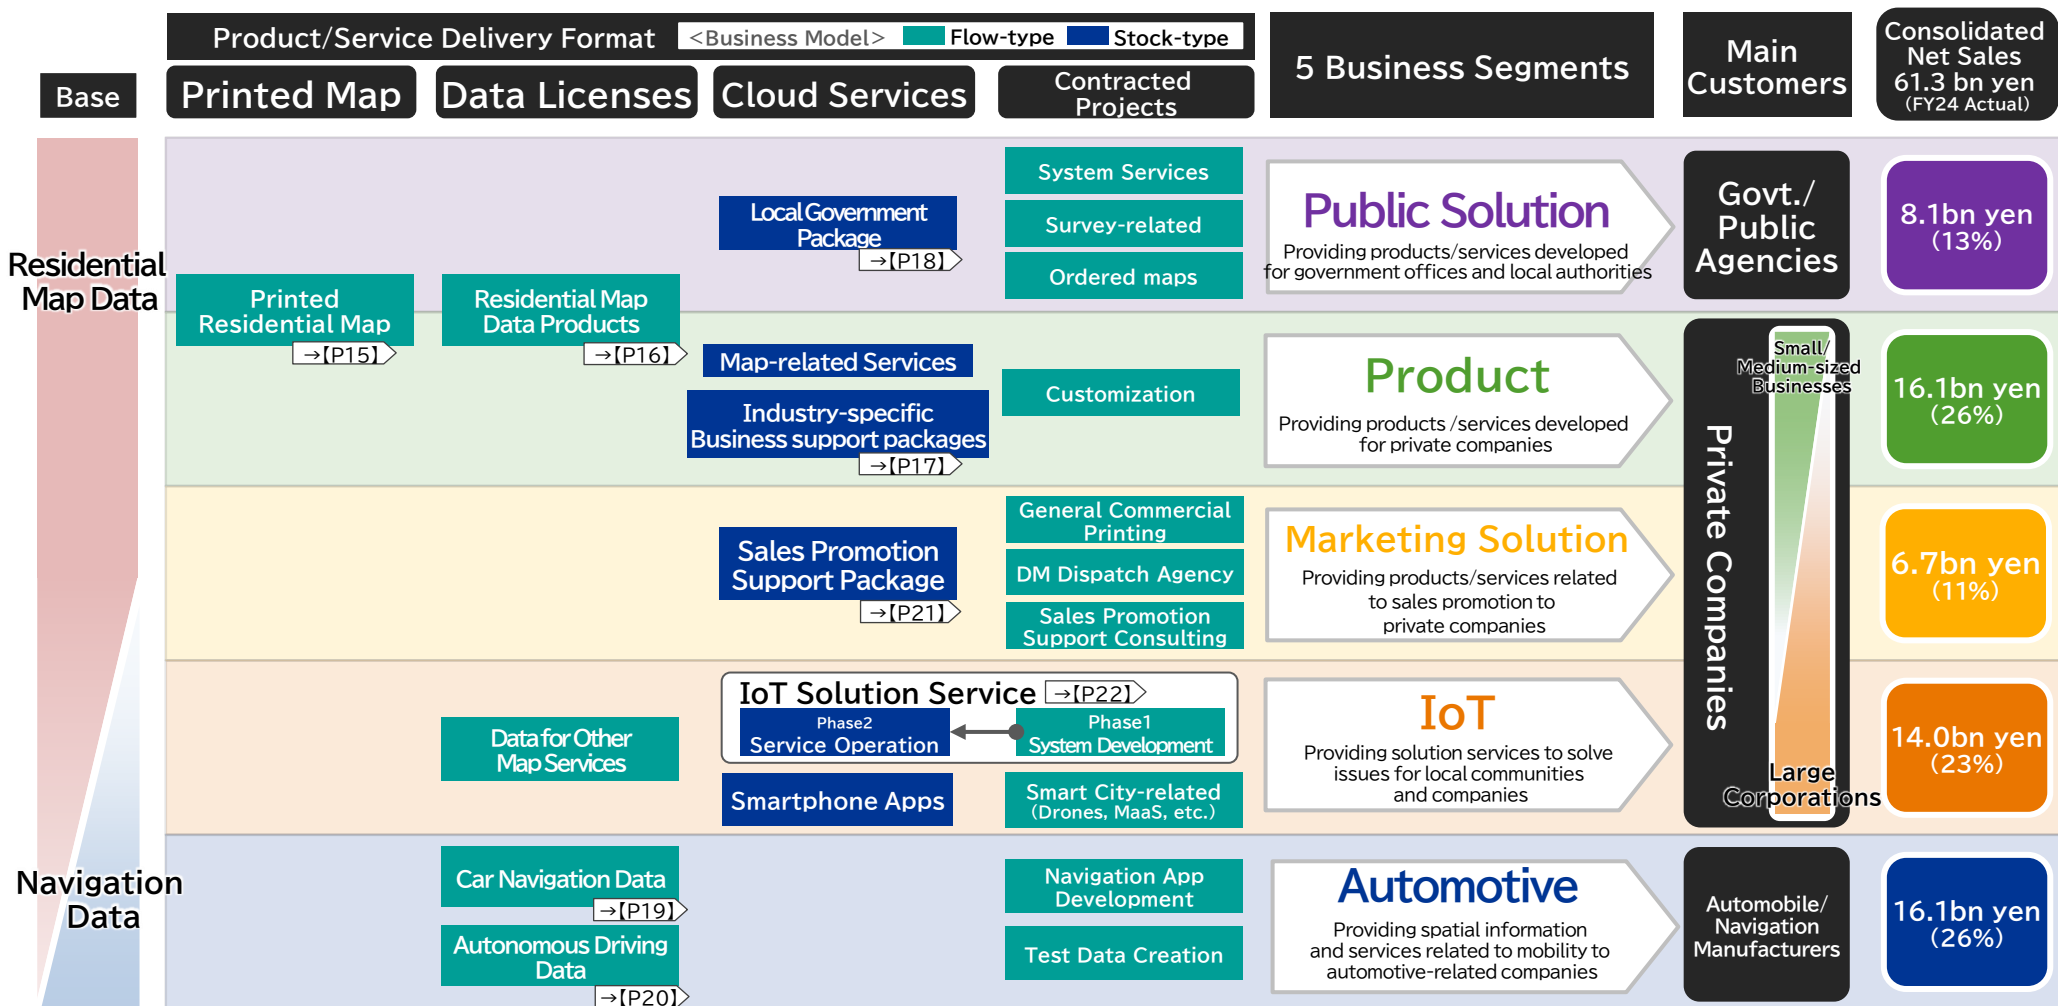 Product/Service Delivery Format
<Business Model>
Flow-type
Stock-type
5 Business Segments
Main
Customers
Consolidated
Net Sales
61.3 bn yen
(FY24 Actual)
Base
Printed Map
Data Licenses
Cloud Services
Contracted
Projects
Residential
Map Data
Navigation
Data
Printed
Residential Map
→【P15】
Residential Map
Data Products
→【P16】
Local Government
Package
→【P18】
System Services
Survey-related
Ordered maps
Public Solution
Providing products/services developed
for government offices and local authorities
Govt./
Public
Agencies
8.1bn yen
(13%)
Map-related Services
Industry-specific
Business support packages
→【P17】
Customization
Product
Providing products /services developed
for private companies
Private Companies
Small/
Medium-sized
Businesses
Large
Corporations
16.1bn yen
(26%)
Sales Promotion
Support Package
→【P21】
General Commercial
Printing
DM Dispatch Agency
Sales Promotion
Support Consulting
Marketing Solution
Providing products/services related
to sales promotion to
private companies
6.7bn yen
(11%)
Data for Other
Map Services
IoT Solution Service
→【P22】
Phase2
Service Operation
Phase1
System Development
Smartphone Apps
Smart City-related
(Drones, MaaS, etc.)
IoT
Providing solution services to solve
issues for local communities
and companies
14.0bn yen
(23%)
Car Navigation Data
→【P19】
Autonomous Driving
Data
→【P20】
Navigation App
Development
Test Data Creation
Automotive
Providing spatial information
and services related to mobility to
automotive-related companies
Automobile/
Navigation
Manufacturers
16.1bn yen
(26%)